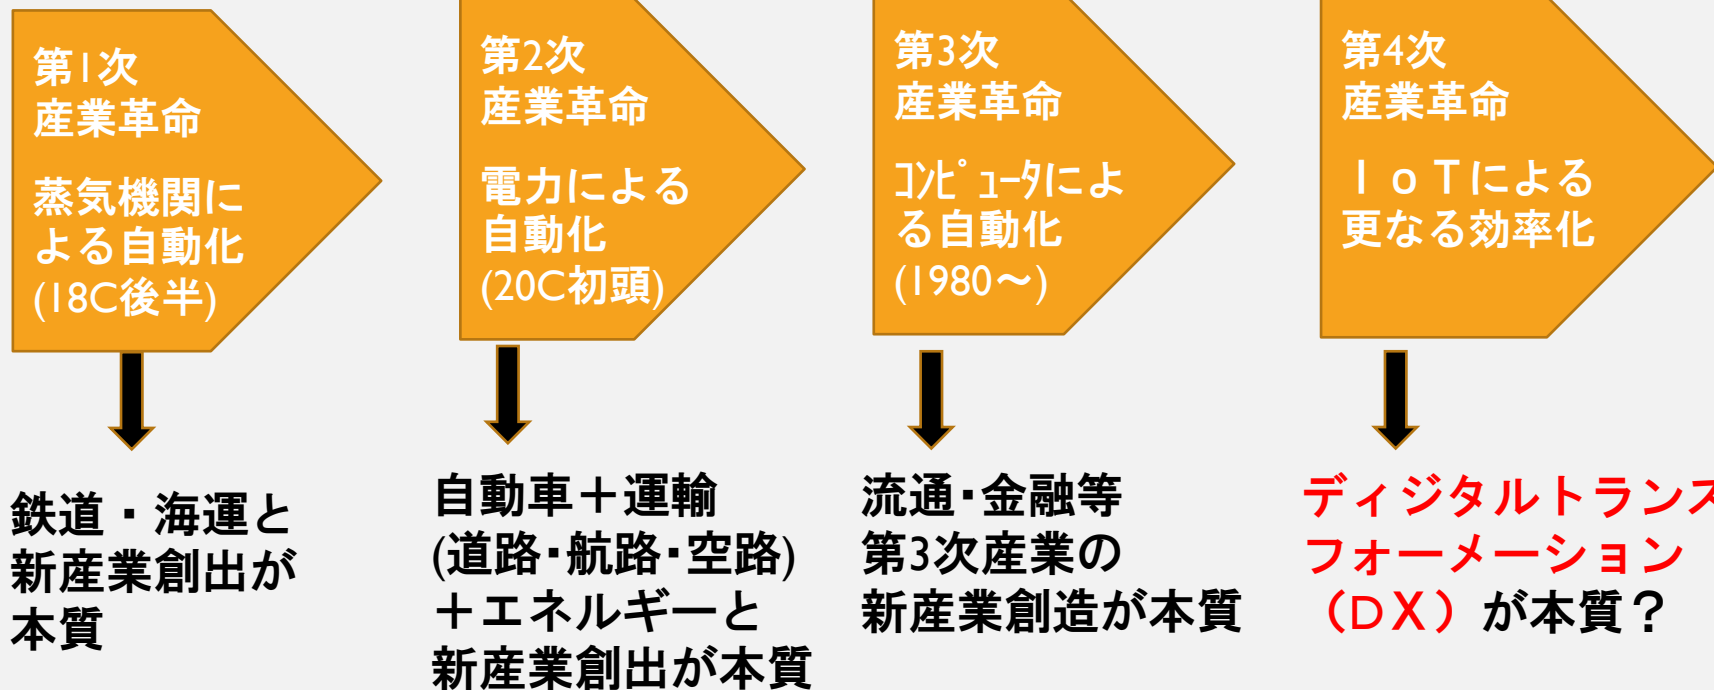 第1次
産業革命
蒸気機関に
よる自動化
(18C後半)
鉄道・海運と
新産業創出が
本質
第2次
産業革命
電力による
自動化
(20C初頭)
自動車＋運輸
(道路・航路・空路)
＋エネルギーと
新産業創出が本質
第3次
産業革命
ｺﾝﾋﾟｭｰﾀによ
る自動化
(1980～)
流通・金融等
第3次産業の
新産業創造が本質
第4次
産業革命
ＩｏＴによる
更なる効率化
ディジタルトランス
フォーメーション
（ＤＸ）が本質？